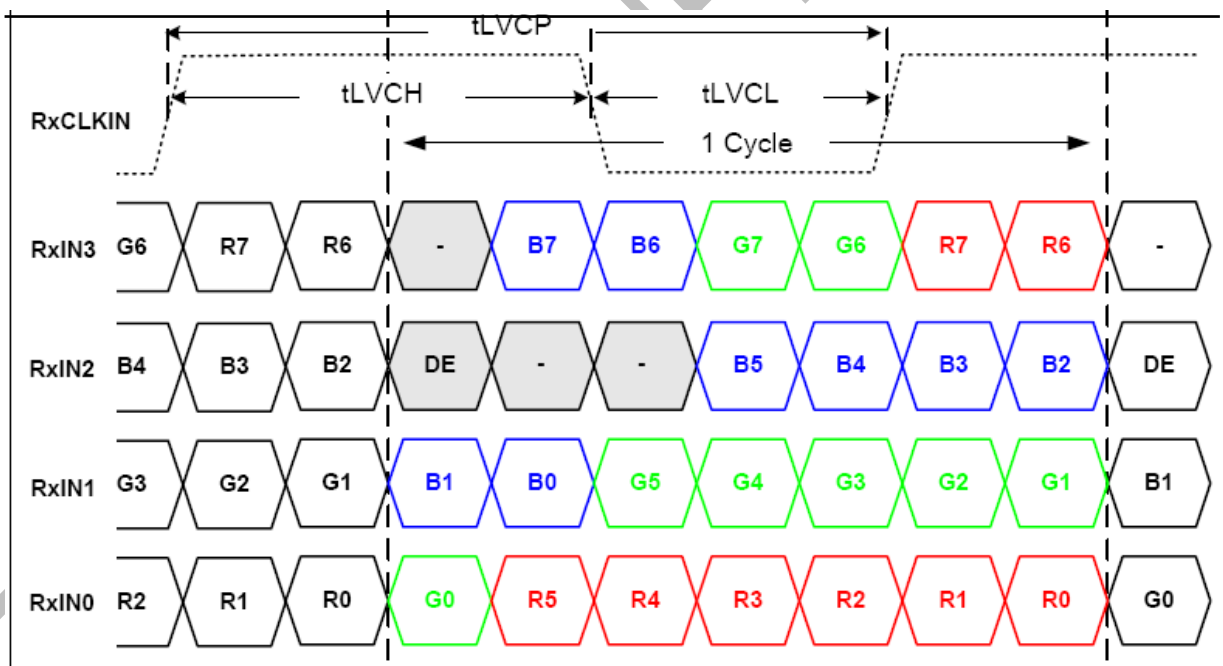 tLVCP
tLVCH tLVCL
RxCLKIN
1 Cycle
RxIN3 G6 R7 R6 - B7 B6 G7 G6 R7 R6 -
RxIN2 B4 B3 B2 DE - - B5 B4 B3 B2 DE
RxIN1 G3 G2 G1 B1 B0 G5 G4 G3 G2 G1 B1
RxIN0 R2 R1 R0 G0 R5 R4 R3 R2 R1 R0 G0